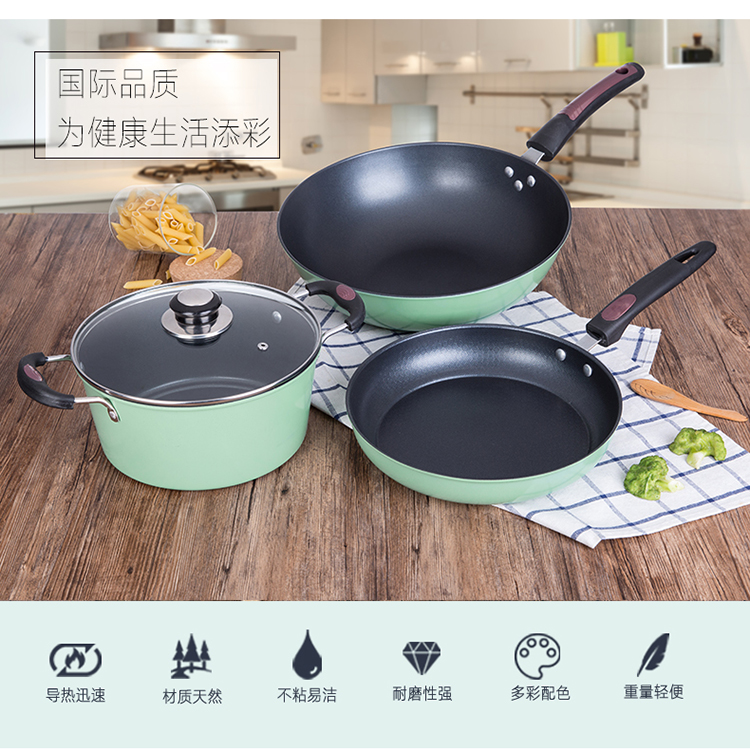 国际品质
为健康生活添彩
导热迅速
材质天然
不粘易洁
耐磨性强
多彩配色
重量轻便